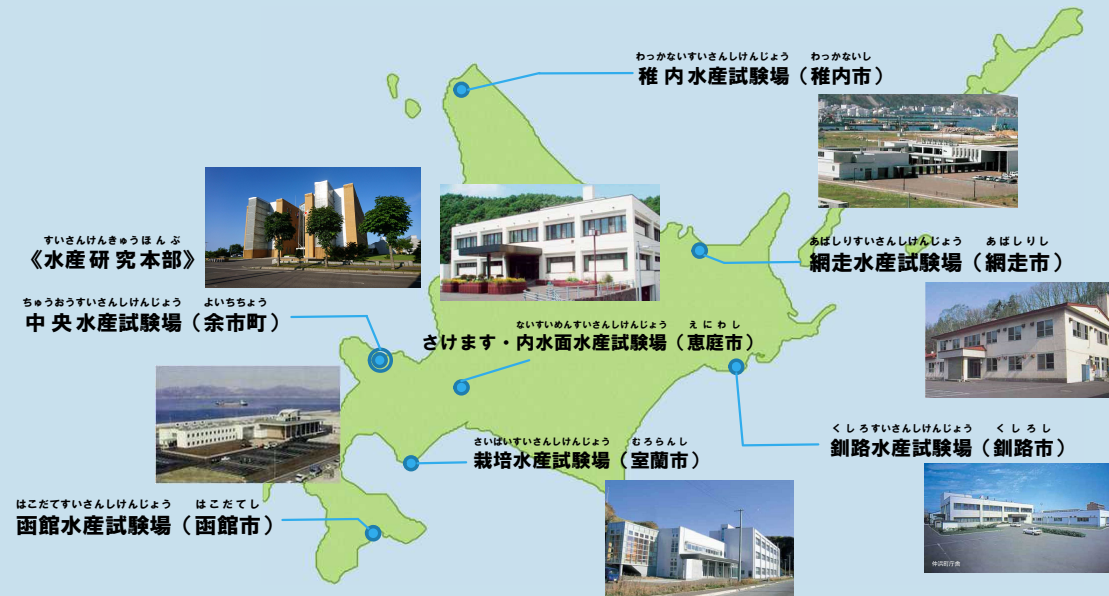 わっかないすいさんしけんじょう　わっかないし
稚内水産試験場（稚内市）
すいさんけんきゅうほんぶ
《水産研究本部》
あばしりすいさんしけんじょう　あばしりし
網走水産試験場（網走市）
ちゅうおうすいさんしけんじょう　よいちちょう
中央水産試験場（余市町）
ないすいめんすいさんしけんじょう　えにわし
さけます・内水面水産試験場（恵庭市）
くしろすいさんしけんじょう　くしろし
釧路水産試験場（釧路市）
さいばいすいさんしけんじょう　むろらんし
栽培水産試験場（室蘭市）
はこだてすいさんしけんじょう　はこだてし
函館水産試験場（函館市）
仲浜町庁舎